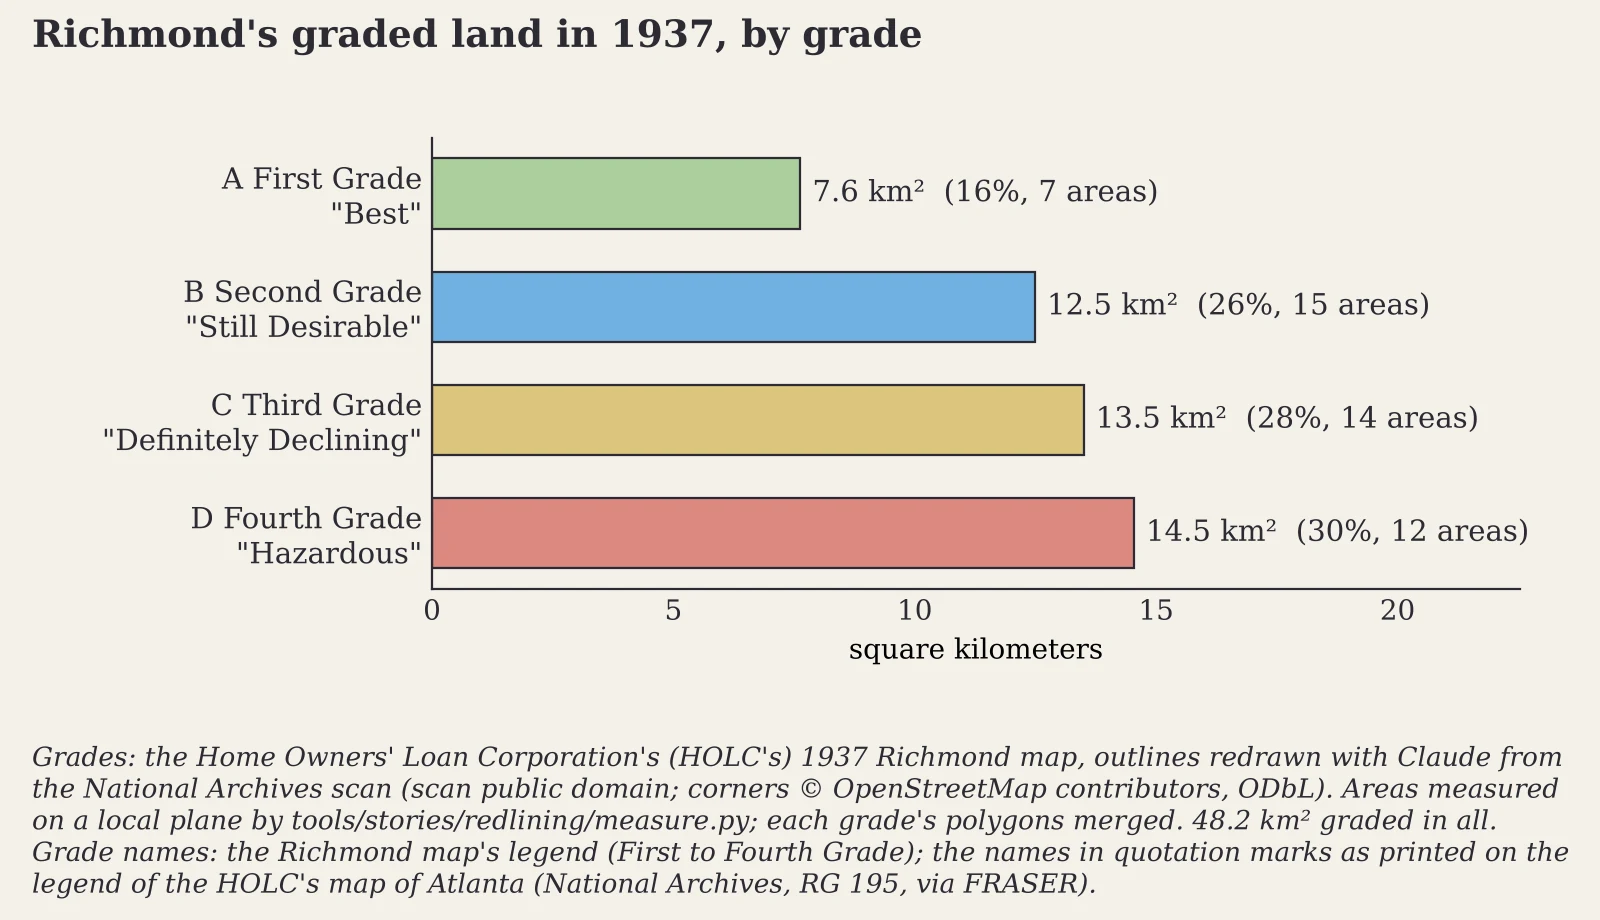 Richmond's graded land in 1937, by grade
A First Grade
"Best"
7.6 km² (16%, 7 areas)
B Second Grade
"Still Desirable"
12.5 km² (26%, 15 areas)
C Third Grade
"Definitely Declining"
13.5 km² (28%, 14 areas)
D Fourth Grade
"Hazardous"
14.5 km² (30%, 12 areas)
0 5 10 15 20
square kilometers
Grades: the Home Owners' Loan Corporation's (HOLC's) 1937 Richmond map, outlines redrawn with Claude from
the National Archives scan (scan public domain; corners © OpenStreetMap contributors, ODbL). Areas measured
on a local plane by tools/stories/redlining/measure.py; each grade's polygons merged. 48.2 km² graded in all.
Grade names: the Richmond map's legend (First to Fourth Grade); the names in quotation marks as printed on the
legend of the HOLC's map of Atlanta (National Archives, RG 195, via FRASER).